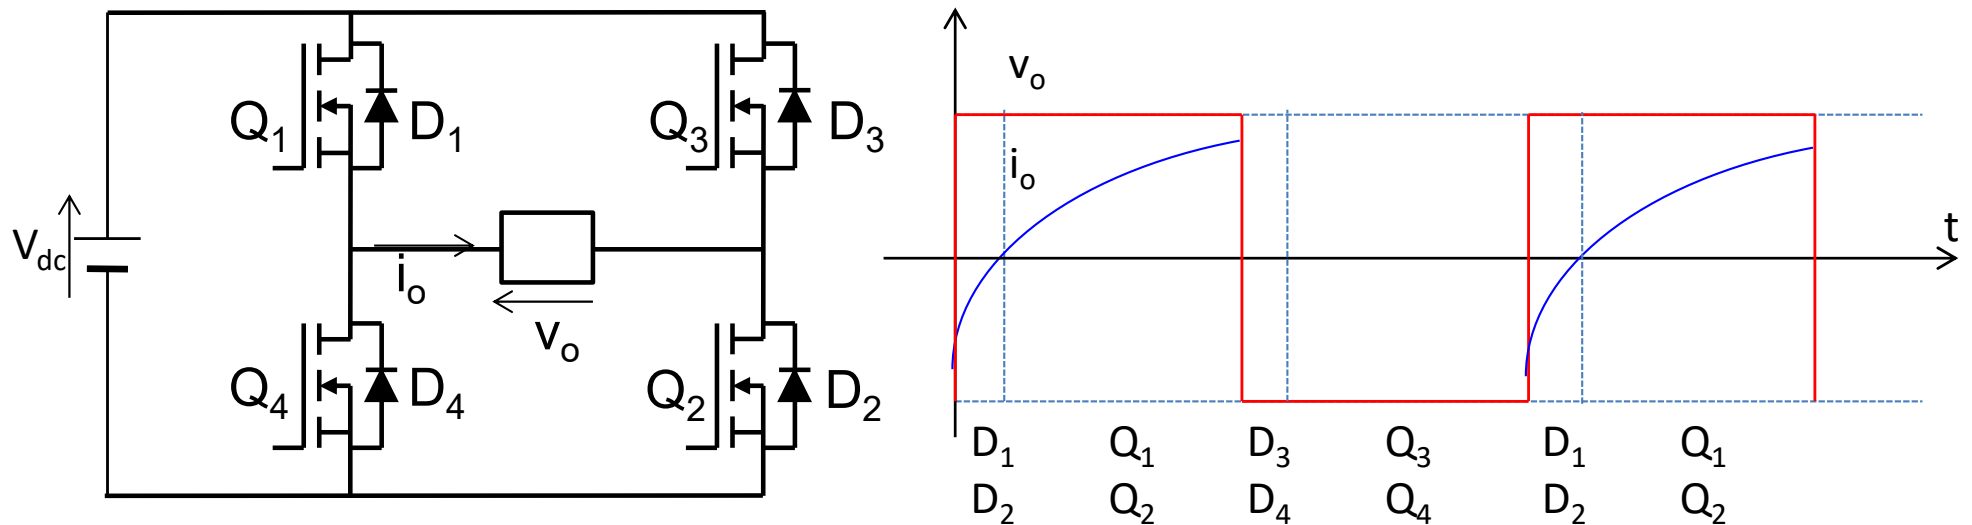 Q1 D1 Q3 D3
Vdc
io
vo
Q4 D4 Q2 D2
vo
io
t
D1 Q1 D3 Q3 D1 Q1
D2 Q2 D4 Q4 D2 Q2